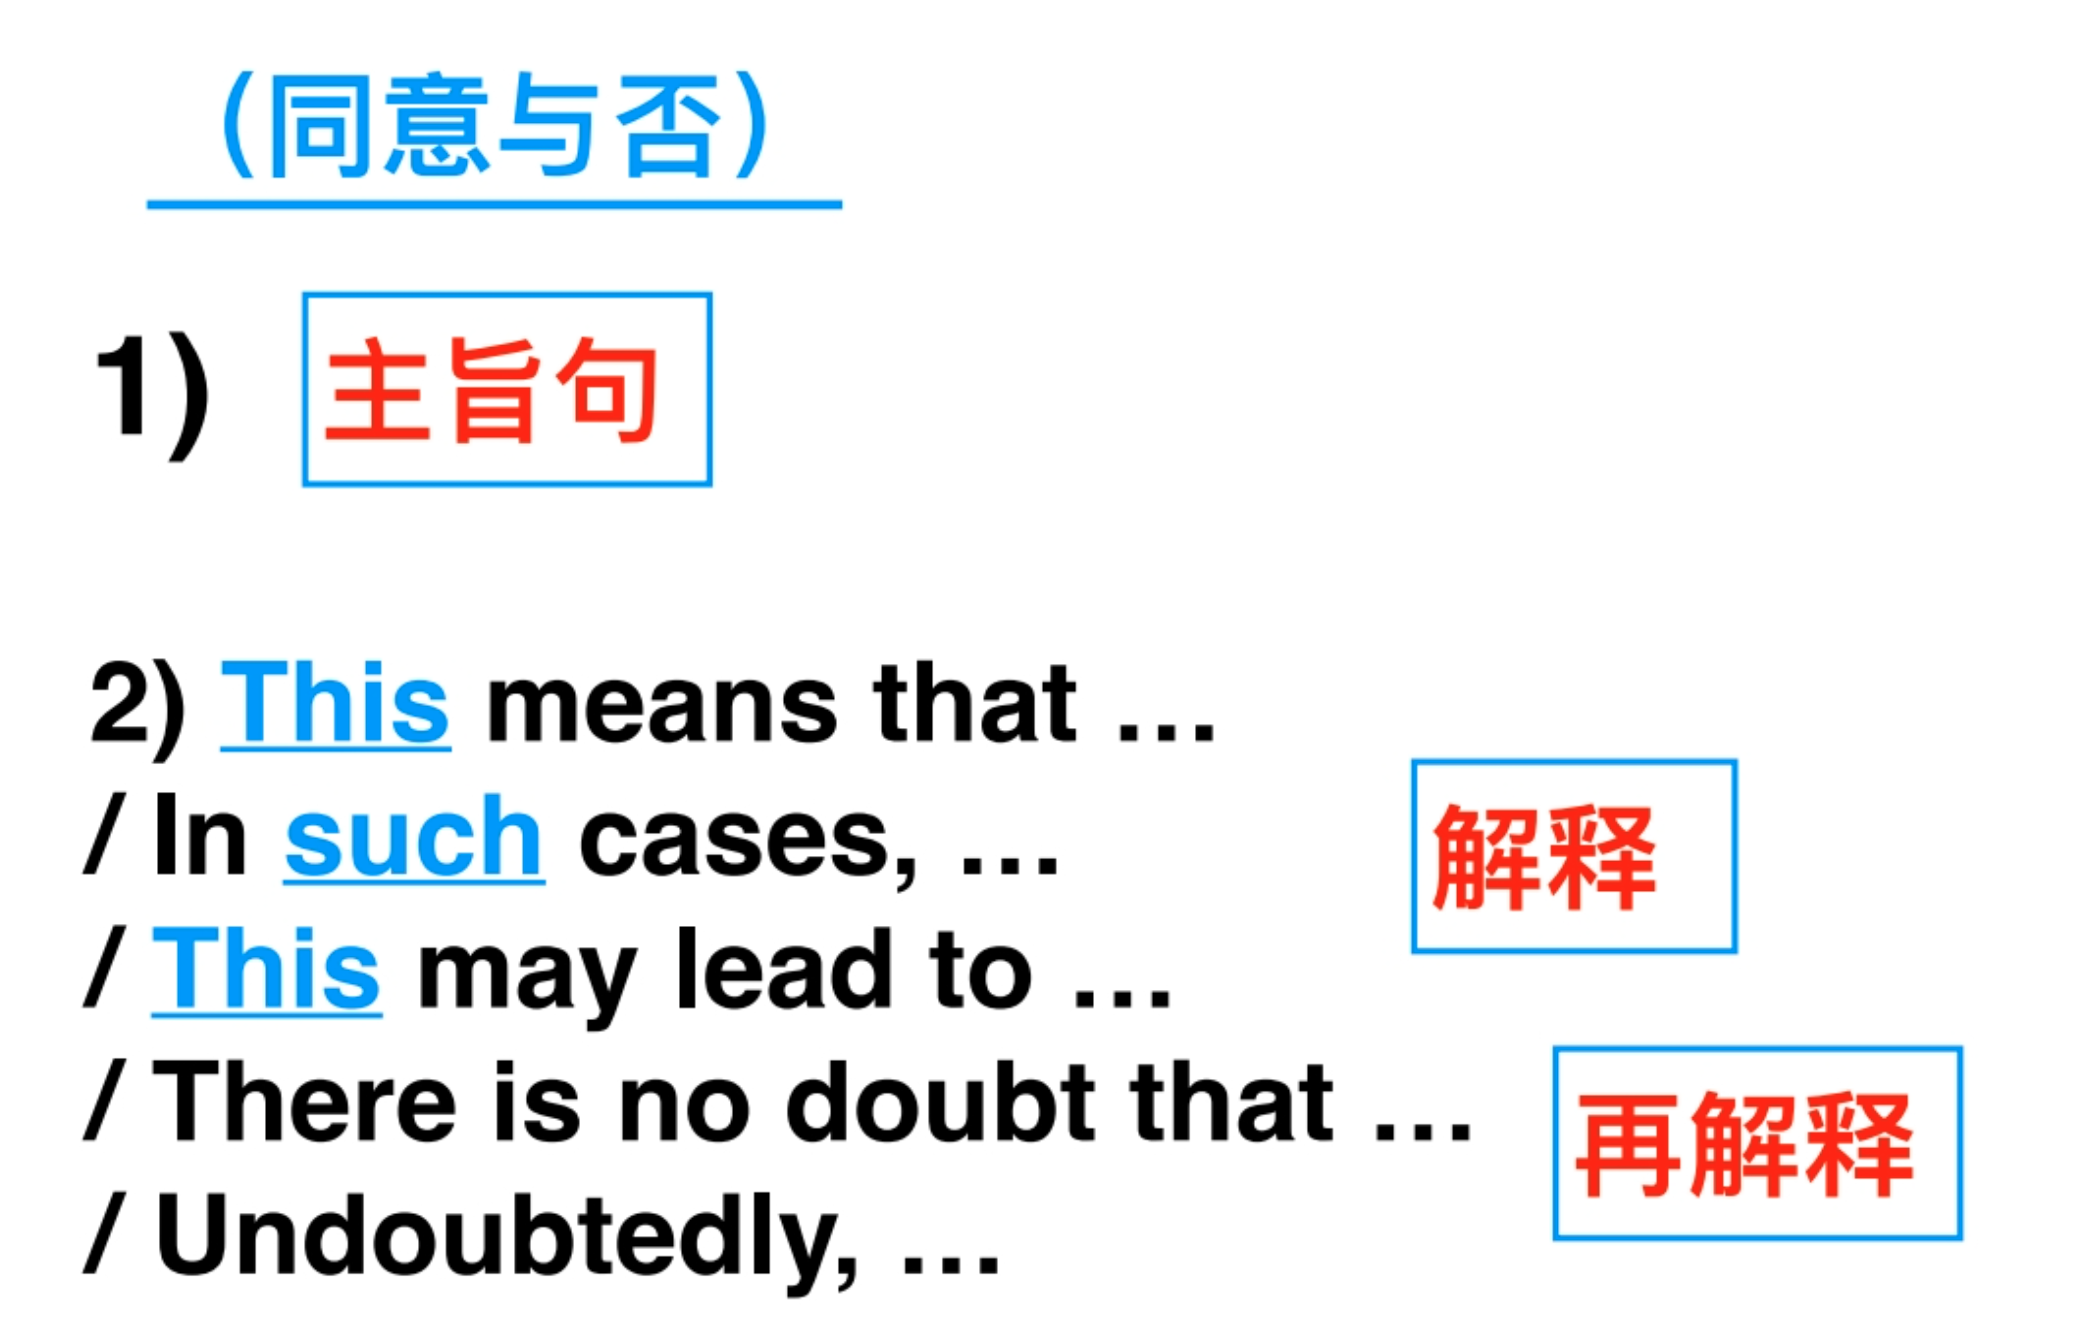 (同意与否)
1) 主旨句
2) This means that …
/ In such cases, …
解释
/ This may lead to …
/ There is no doubt that …
再解释
/ Undoubtedly, …